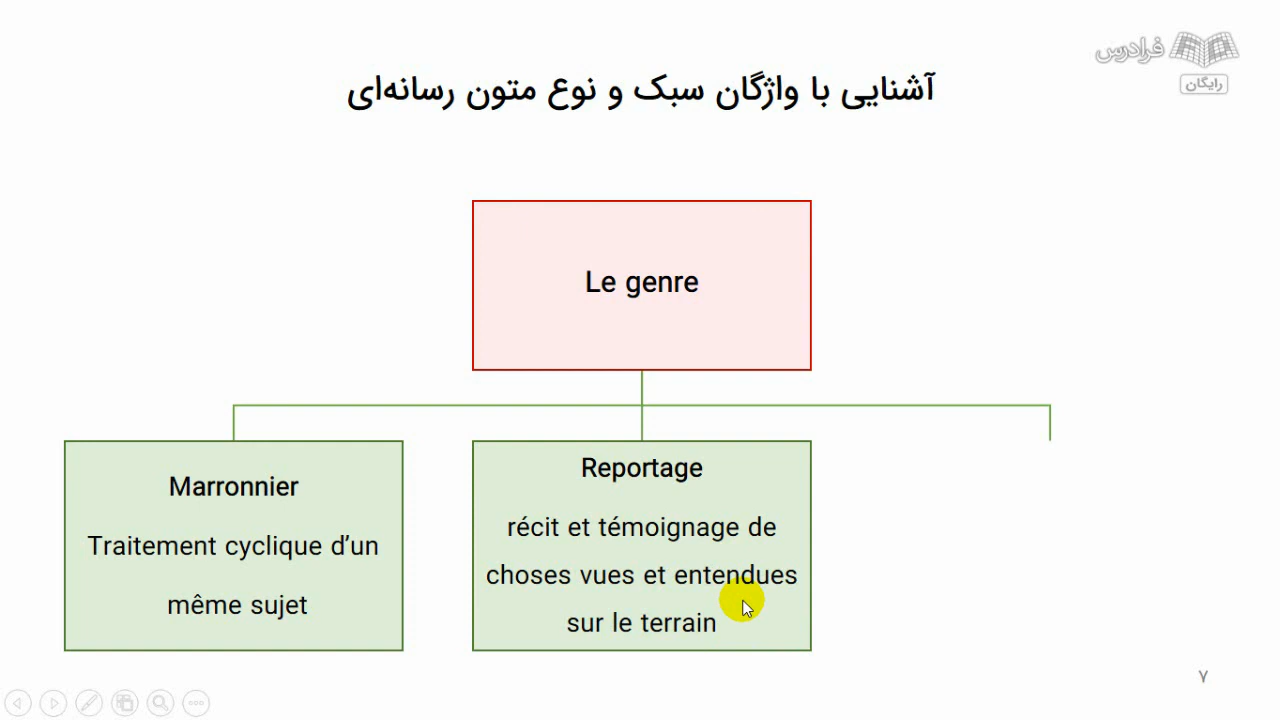 فرادرس
رایگان
آشنایی با واژگان سبک و نوع متون رسانه‌ای
Le genre
Marronnier
Traitement cyclique d’un
même sujet
Reportage
récit et témoignage de
choses vues et entendues
sur le terrain
۷